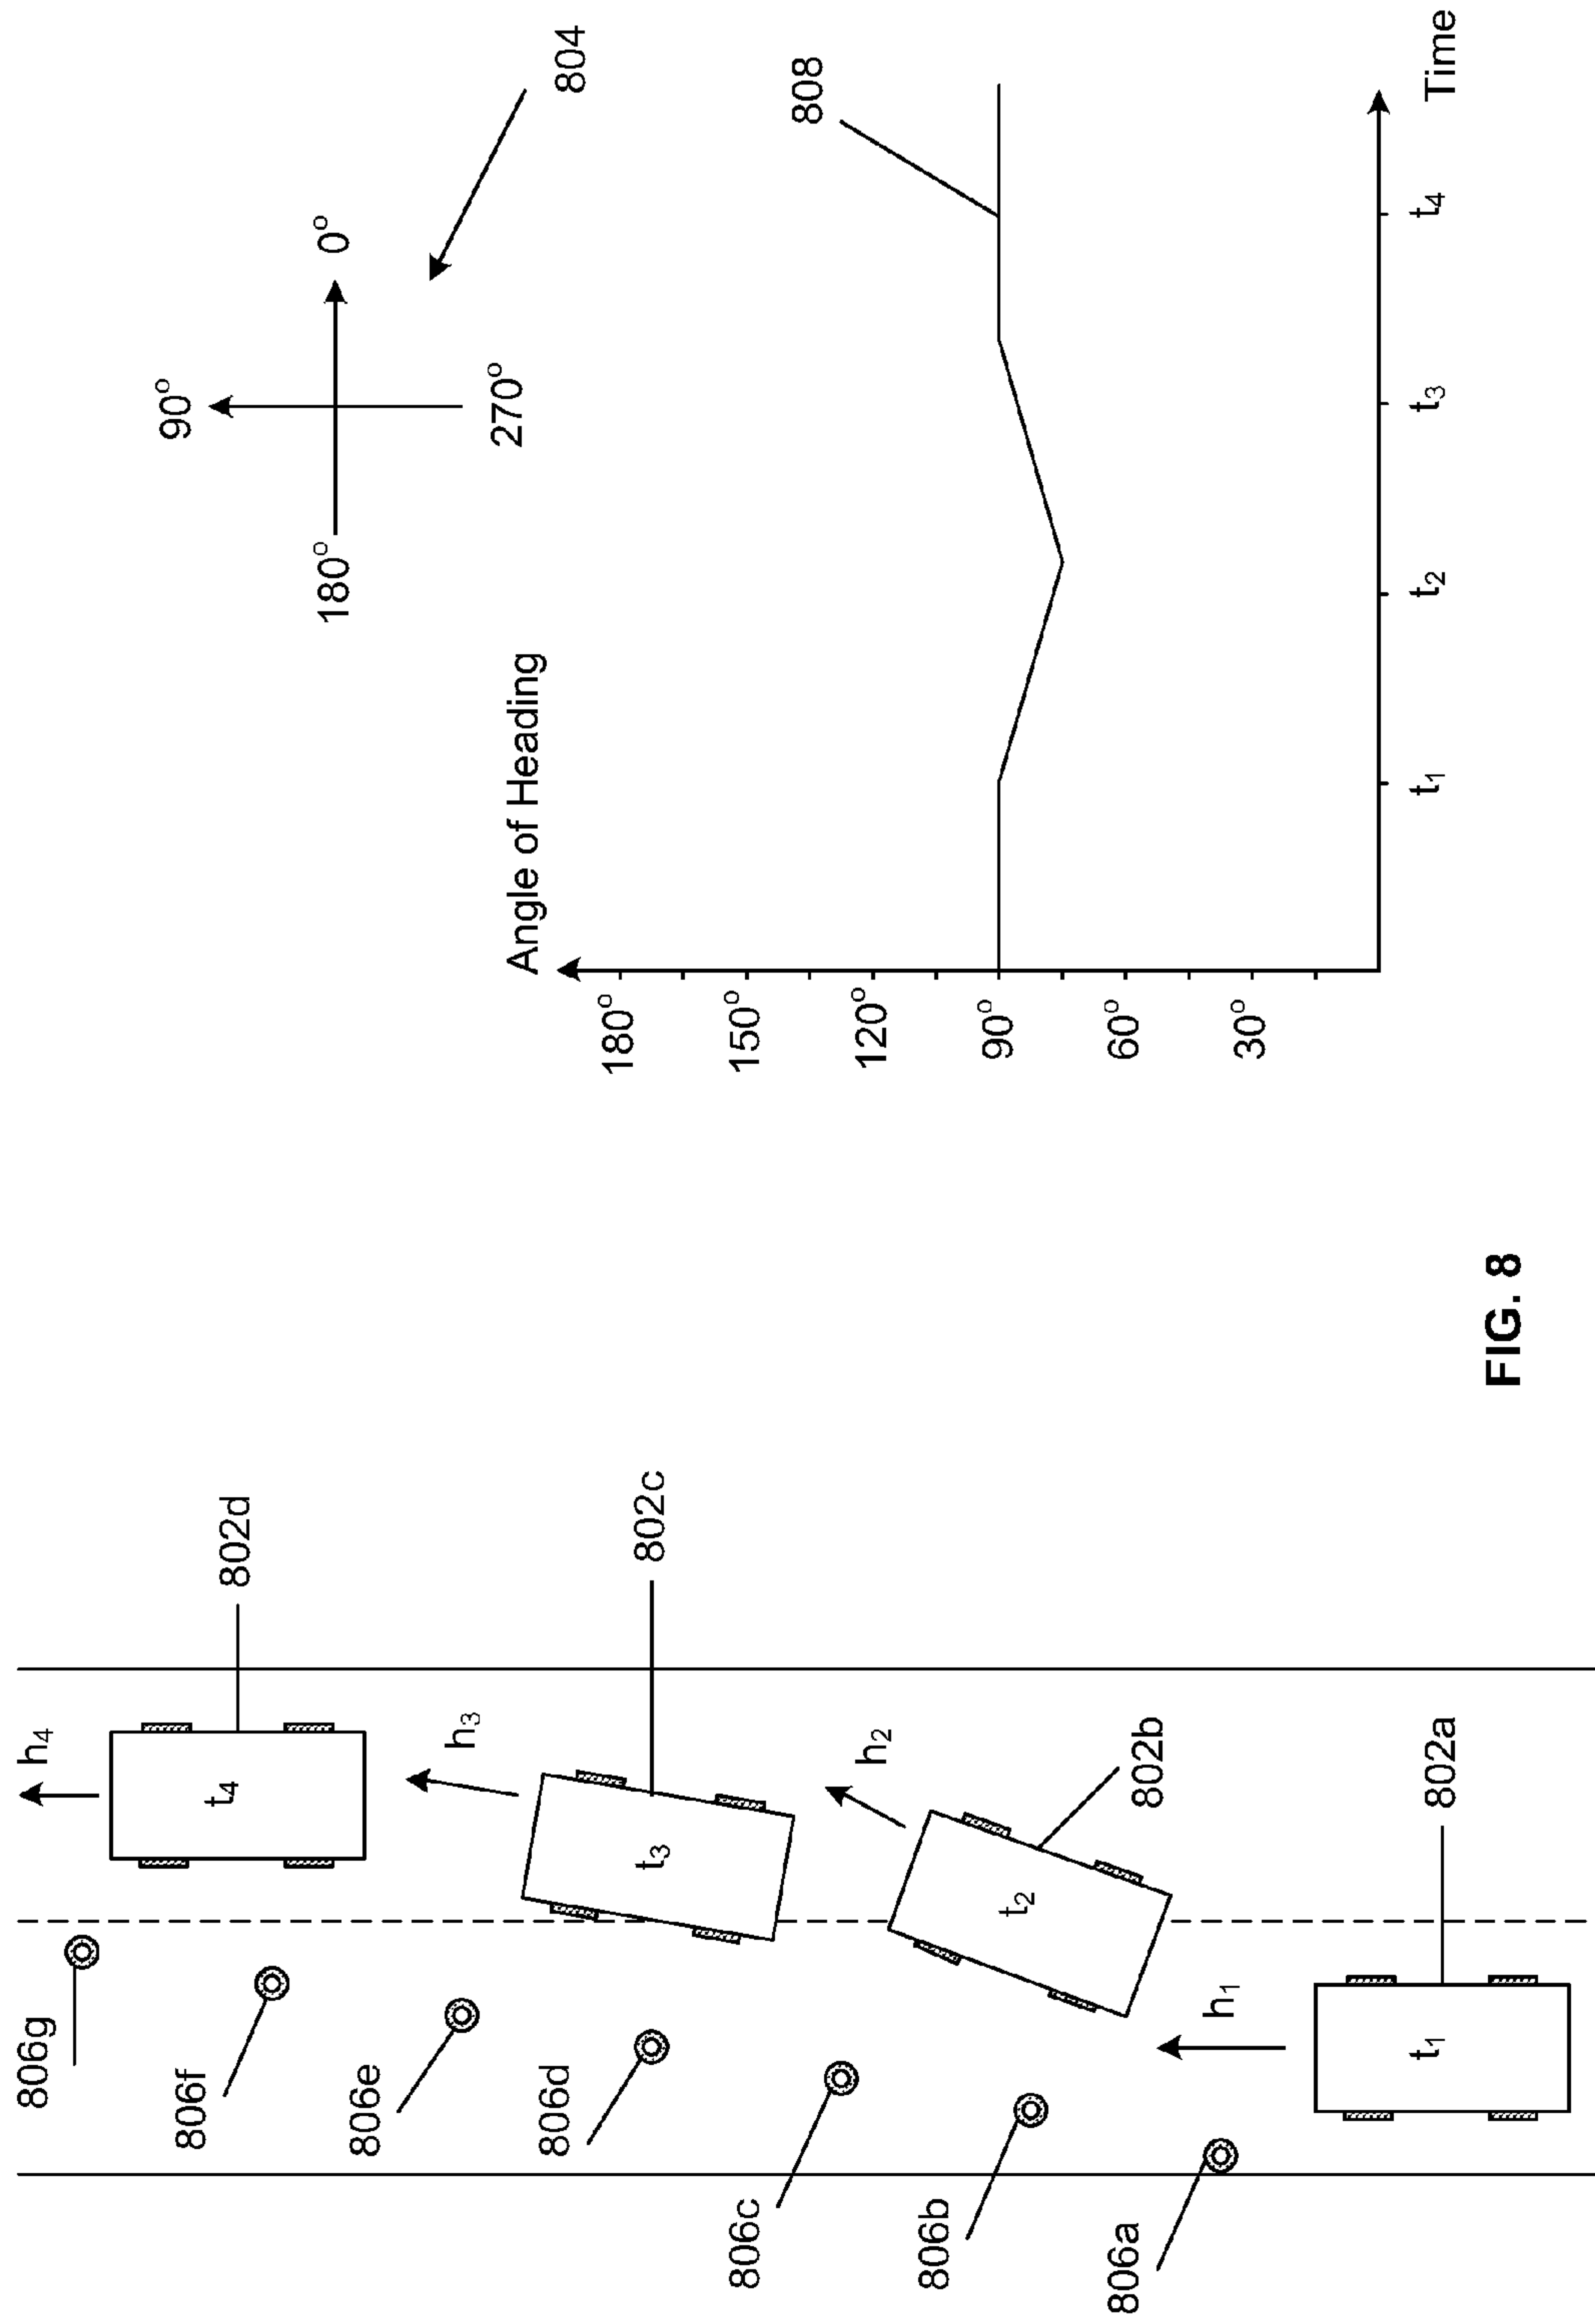 806g
806f
806e
806d
806c
806b
806a
h₄
t₄
802d
h₃
t₃
802c
h₂
t₂
802b
h₁
t₁
802a
90°
180°
0°
270°
804
Angle of Heading
180°
150°
120°
90°
60°
30°
808
t₁
t₂
t₃
t₄
Time
FIG. 8